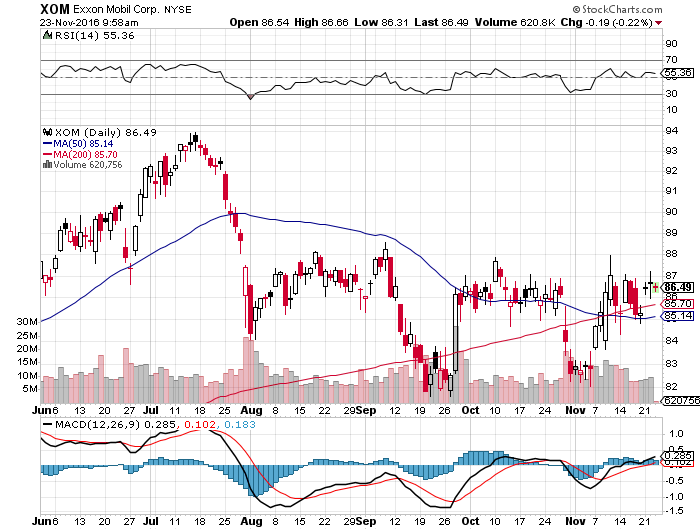 XOM Exxon Mobil Corp. NYSE
© StockCharts.com
23-Nov-2016 9:58am
Open 86.54 High 86.66 Low 86.31 Last 86.49 Volume 620.8K Chg -0.19 (-0.22%)
RSI(14) 55.36
90
70
55.36
30
10
XOM (Daily) 86.49
MA(50) 85.14
MA(200) 85.70
Volume 620,756
94
93
92
91
90
89
88
87
86.49
86
85.70
85.14
84
83
82
620756
30M
25M
20M
15M
10M
5M
Jun 6 13 20 27 Jul 11 18 25 Aug 8 15 22 29 Sep 12 19 26 Oct 10 17 24 Nov 7 14 21
MACD(12,26,9) 0.285, 0.102, 0.183
1.0
0.5
0.285
0.102
-0.5
-1.0
Jun 6 13 20 27 Jul 11 18 25 Aug 8 15 22 29 Sep 12 19 26 Oct 10 17 24 Nov 7 14 21